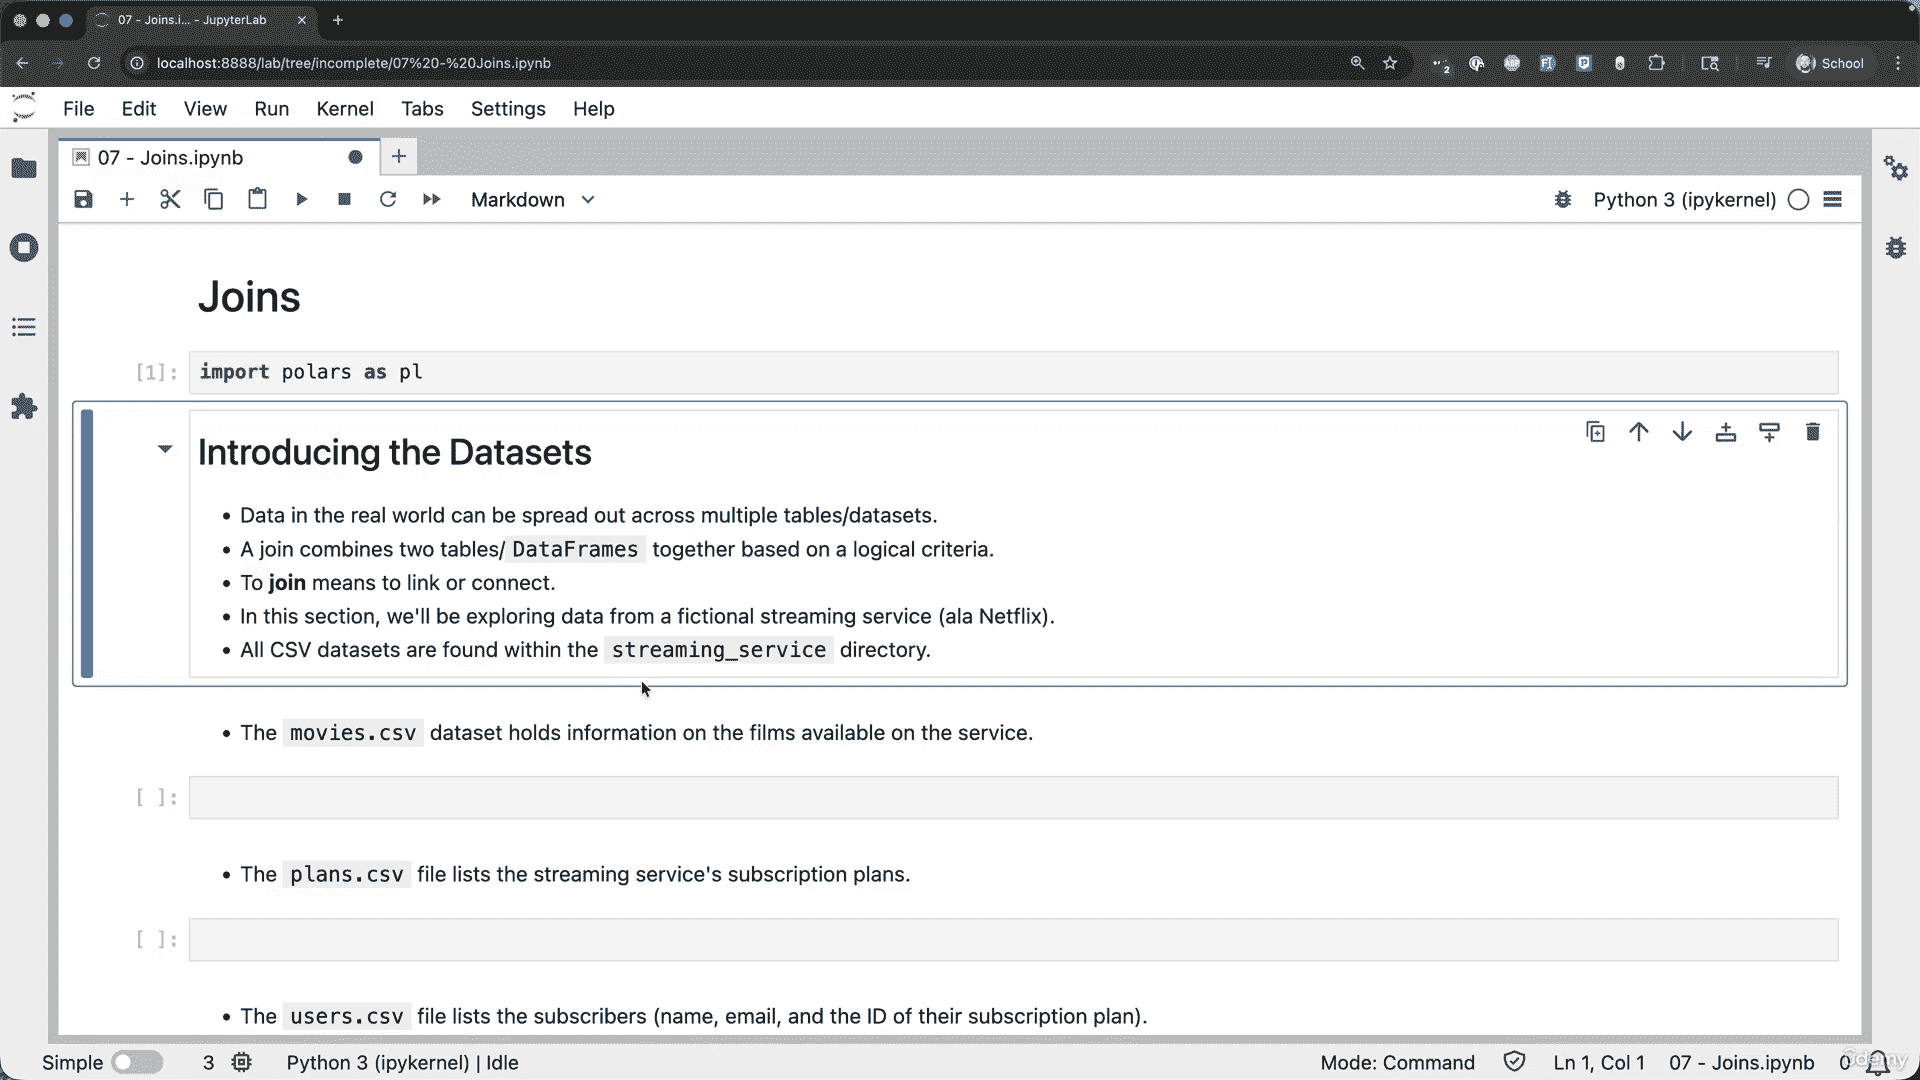 07 - Joins.i... - JupyterLab
localhost:8888/lab/tree/incomplete/07%20-%20Joins.ipynb
2
ABP
School
File Edit View Run Kernel Tabs Settings Help
07 - Joins.ipynb
Markdown
Python 3 (ipykernel)
Joins
[1]: import polars as pl
Introducing the Datasets
• Data in the real world can be spread out across multiple tables/datasets.
• A join combines two tables/ DataFrames together based on a logical criteria.
• To join means to link or connect.
• In this section, we'll be exploring data from a fictional streaming service (ala Netflix).
• All CSV datasets are found within the streaming_service directory.
• The movies.csv dataset holds information on the films available on the service.
[ ]:
• The plans.csv file lists the streaming service's subscription plans.
[ ]:
• The users.csv file lists the subscribers (name, email, and the ID of their subscription plan).
Simple 3 Python 3 (ipykernel) | Idle Mode: Command Ln 1, Col 1 07 - Joins.ipynb 0
Udemy